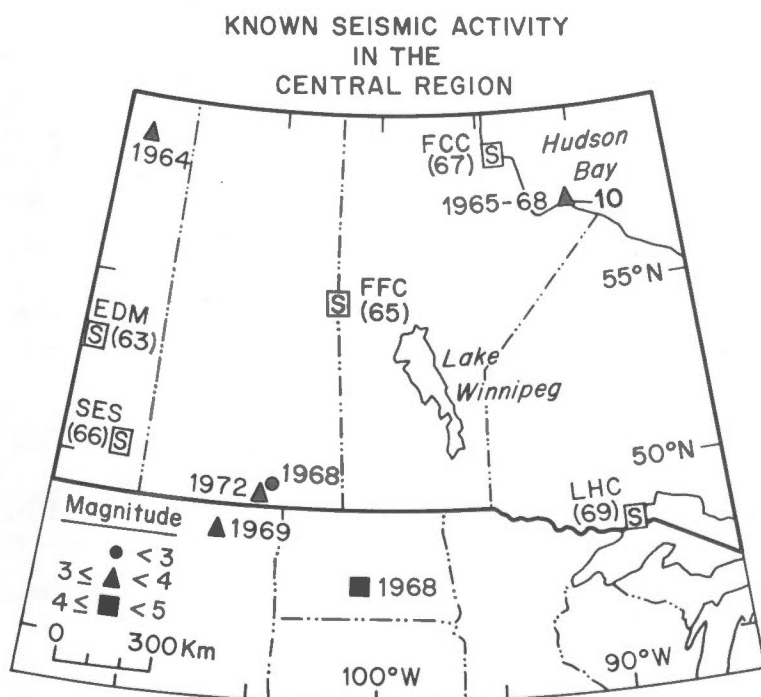 KNOWN SEISMIC ACTIVITY
IN THE
CENTRAL REGION
1964
FCC
(67)
S
Hudson
Bay
1965-68
10
55°N
EDM
S (63)
S
FFC
(65)
Lake
Winnipeg
SES
(66) S
50°N
1972
1968
LHC
(69) S
Magnitude
1969
< 3
3 ≤ < 4
4 ≤ < 5
1968
0 300 Km
100°W
90°W